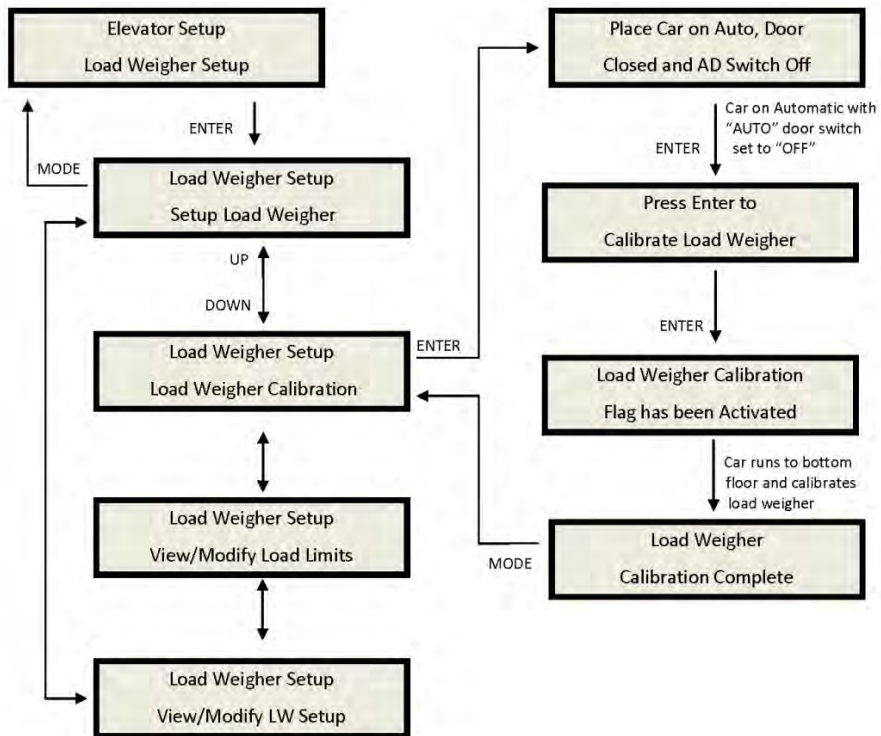 Elevator Setup
Load Weigher Setup
ENTER
MODE
Load Weigher Setup
Setup Load Weigher
UP
DOWN
Load Weigher Setup
Load Weigher Calibration
ENTER
Load Weigher Setup
View/Modify Load Limits
Load Weigher Setup
View/Modify LW Setup
Place Car on Auto, Door
Closed and AD Switch Off
Car on Automatic with
"AUTO" door switch
set to "OFF"
ENTER
Press Enter to
Calibrate Load Weigher
ENTER
Load Weigher Calibration
Flag has been Activated
Car runs to bottom
floor and calibrates
load weigher
Load Weigher
Calibration Complete
MODE